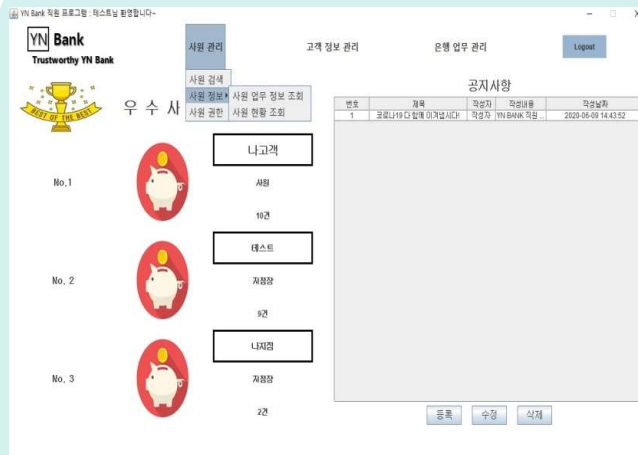 YN Bank 직원 프로그램 : 테스트님 환영합니다~
YN Bank
Trustworthy YN Bank
사원 관리
고객 정보 관리
은행 업무 관리
Logout
사원 검색
사원 정보
사원 권한
사원 업무 정보 조회
사원 현황 조회
BEST OF THE BEST
우 수 사
공지사항
번호 제목 작성자 작성내용 작성날짜
1 코로나19 다 함께 이겨냅시다! 작성자 YN BANK 직원 ... 2020-06-09 14:43:52
No.1
나고객
사원
10건
No. 2
테스트
지점장
9건
No. 3
나지점
지점장
2건
등록 수정 삭제